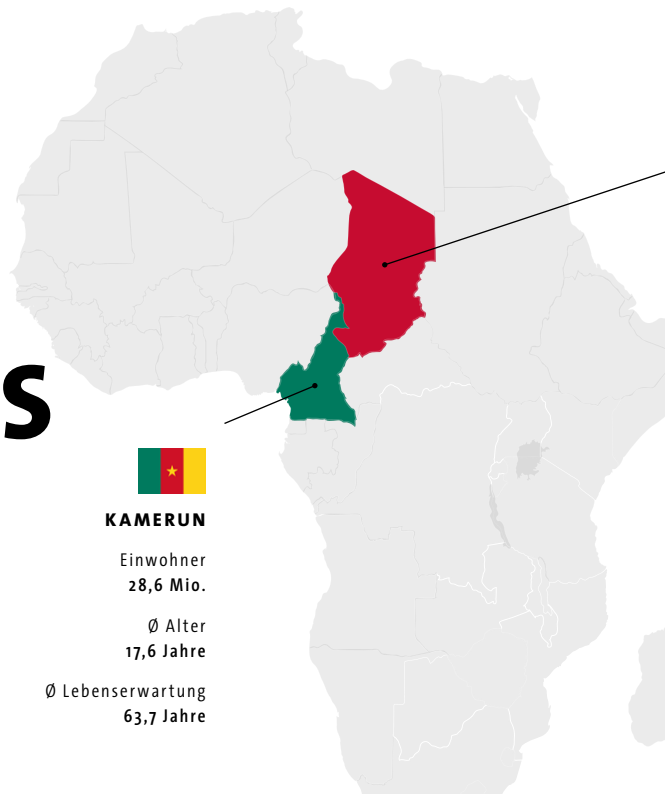 S
KAMERUN
Einwohner
28,6 Mio.
Ø Alter
17,6 Jahre
Ø Lebenserwartung
63,7 Jahre